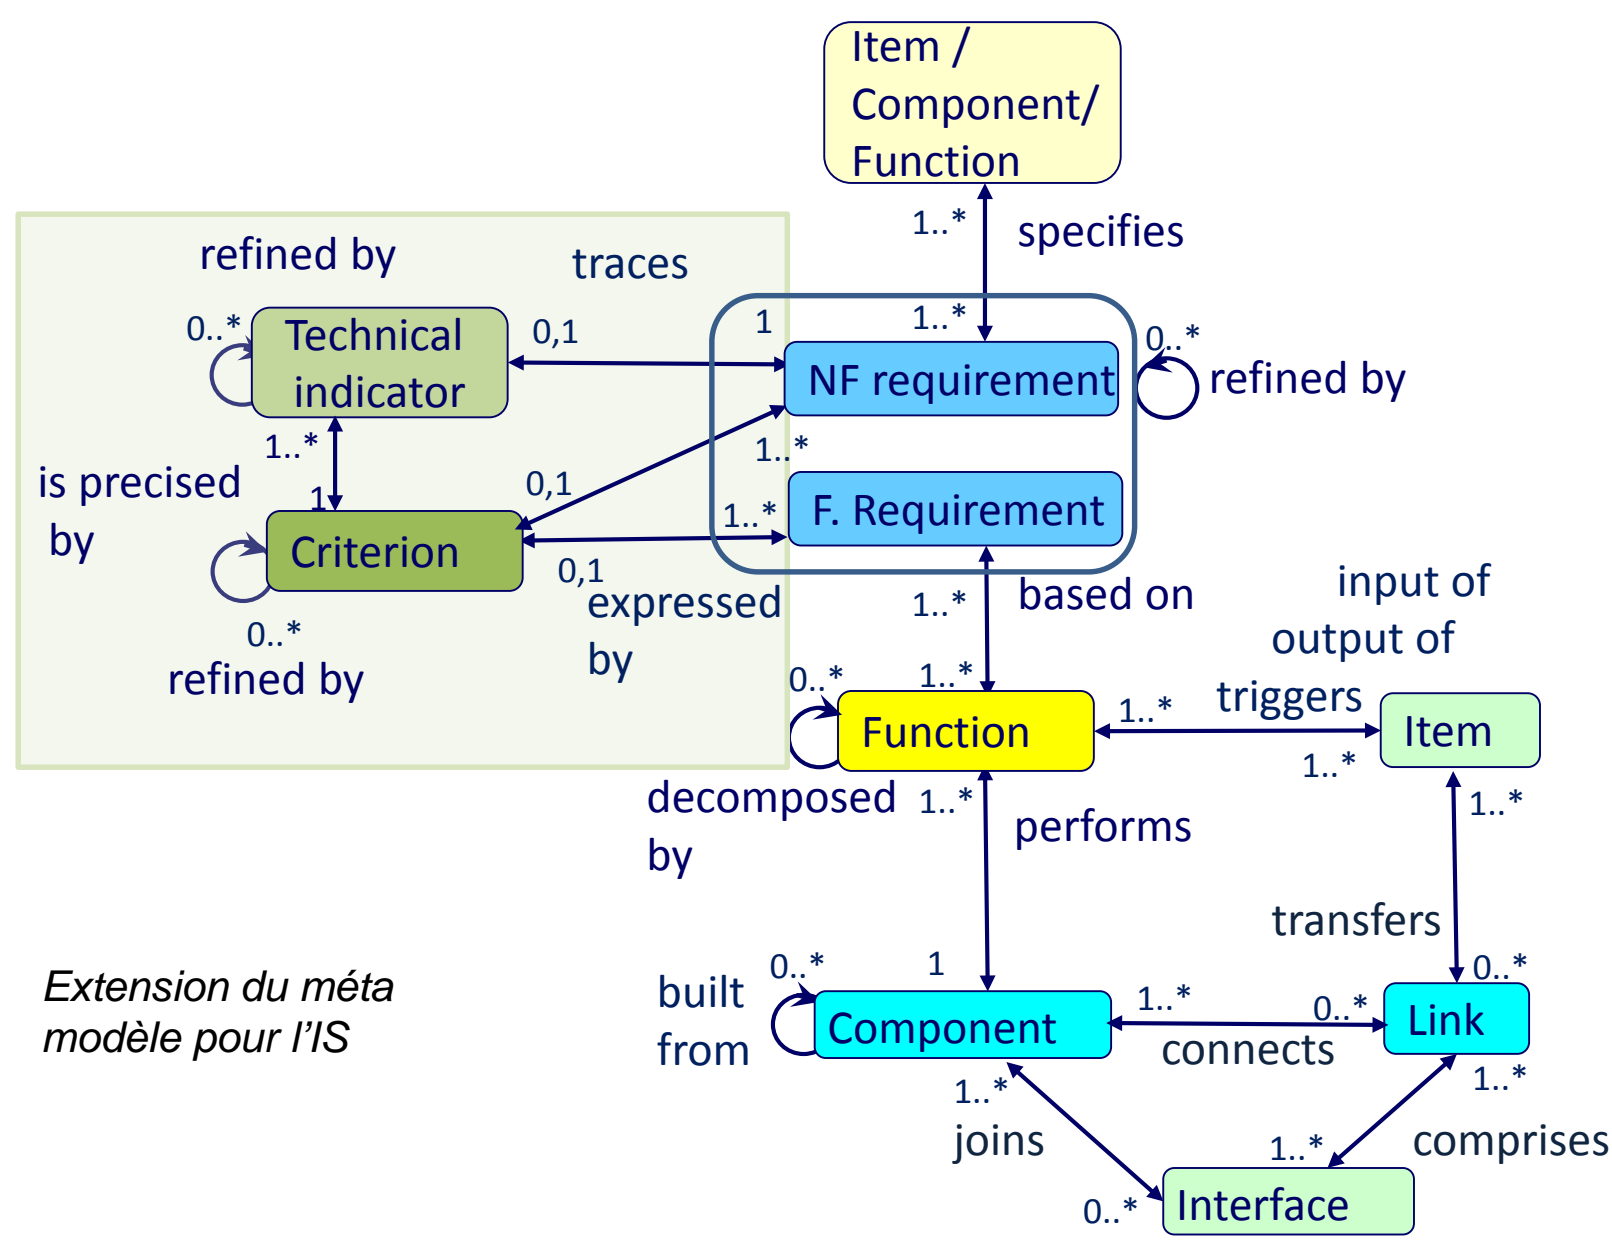 Item /
Component/
Function
1..*
specifies
refined by
traces
0..*
Technical
indicator
0,1
1
1..*
NF requirement
0..*
refined by
1..*
is precised
by
1
0,1
1..*
1..*
F. Requirement
Criterion
0,1
expressed
by
0..*
refined by
1..*
based on
input of
output of
triggers
0..*
1..*
Function
1..*
1..*
Item
decomposed
by
1..*
performs
1..*
transfers
0..*
Extension du méta
modèle pour l'IS
built
from
0..*
1
Component
1..*
0..*
connects
Link
1..*
joins
0..*
1..*
1..*
comprises
Interface